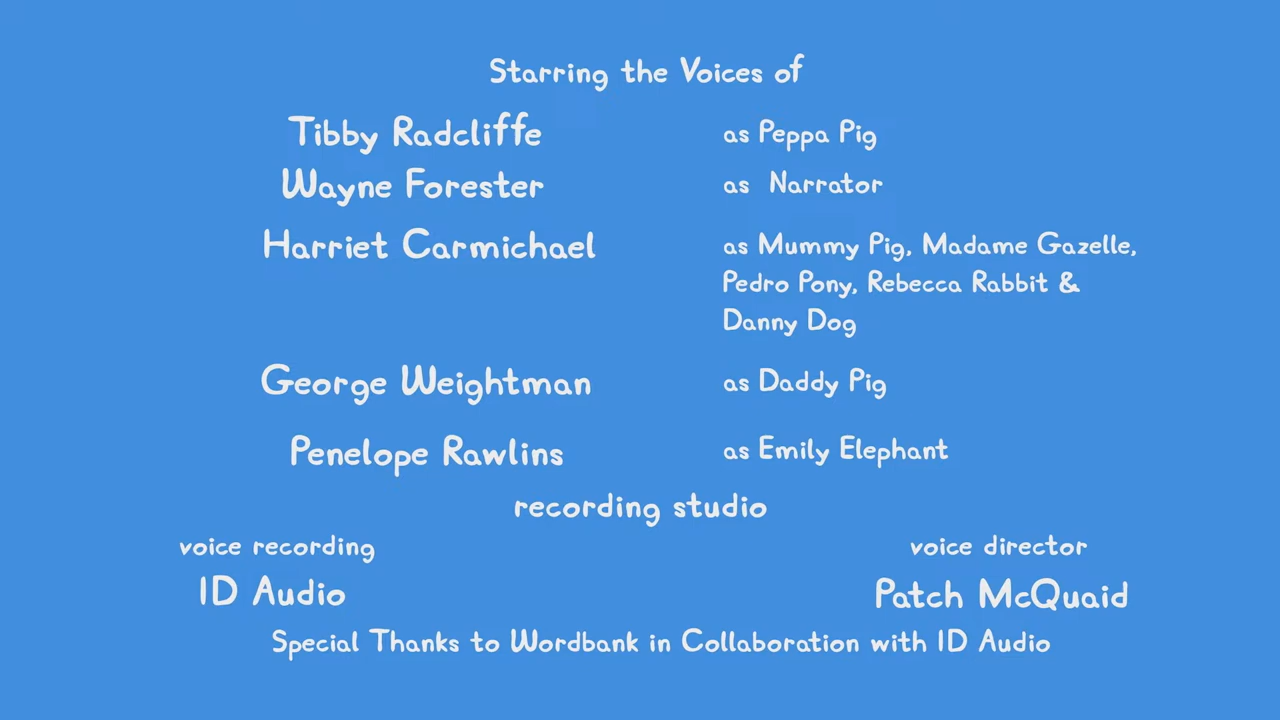 Starring the Voices of
Tibby Radcliffe as Peppa Pig
Wayne Forester as Narrator
Harriet Carmichael as Mummy Pig, Madame Gazelle,
Pedro Pony, Rebecca Rabbit &
Danny Dog
George Weightman as Daddy Pig
Penelope Rawlins as Emily Elephant
recording studio
voice recording voice director
ID Audio Patch McQuaid
Special Thanks to Wordbank in Collaboration with ID Audio